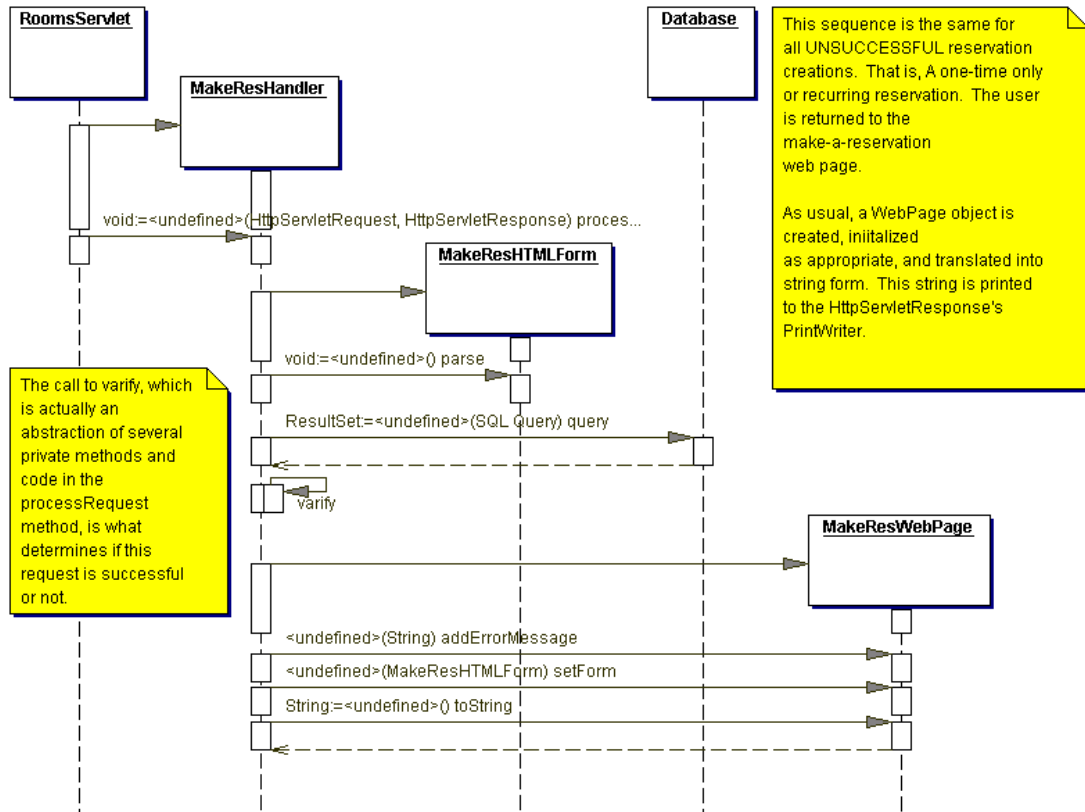 RoomsServlet
Database
This sequence is the same for
all UNSUCCESSFUL reservation
creations. That is, A one-time only
or recurring reservation. The user
is returned to the
make-a-reservation
web page.
As usual, a WebPage object is
created, iniitalized
as appropriate, and translated into
string form. This string is printed
to the HttpServletResponse's
PrintWriter.
MakeResHandler
void:=<undefined>(HttpServletRequest, HttpServletResponse) proces...
MakeResHTMLForm
void:=<undefined>() parse
The call to varify, which
is actually an
abstraction of several
private methods and
code in the
processRequest
method, is what
determines if this
request is successful
or not.
ResultSet:=<undefined>(SQL Query) query
varify
MakeResWebPage
<undefined>(String) addErrorMessage
<undefined>(MakeResHTMLForm) setForm
String:=<undefined>() toString